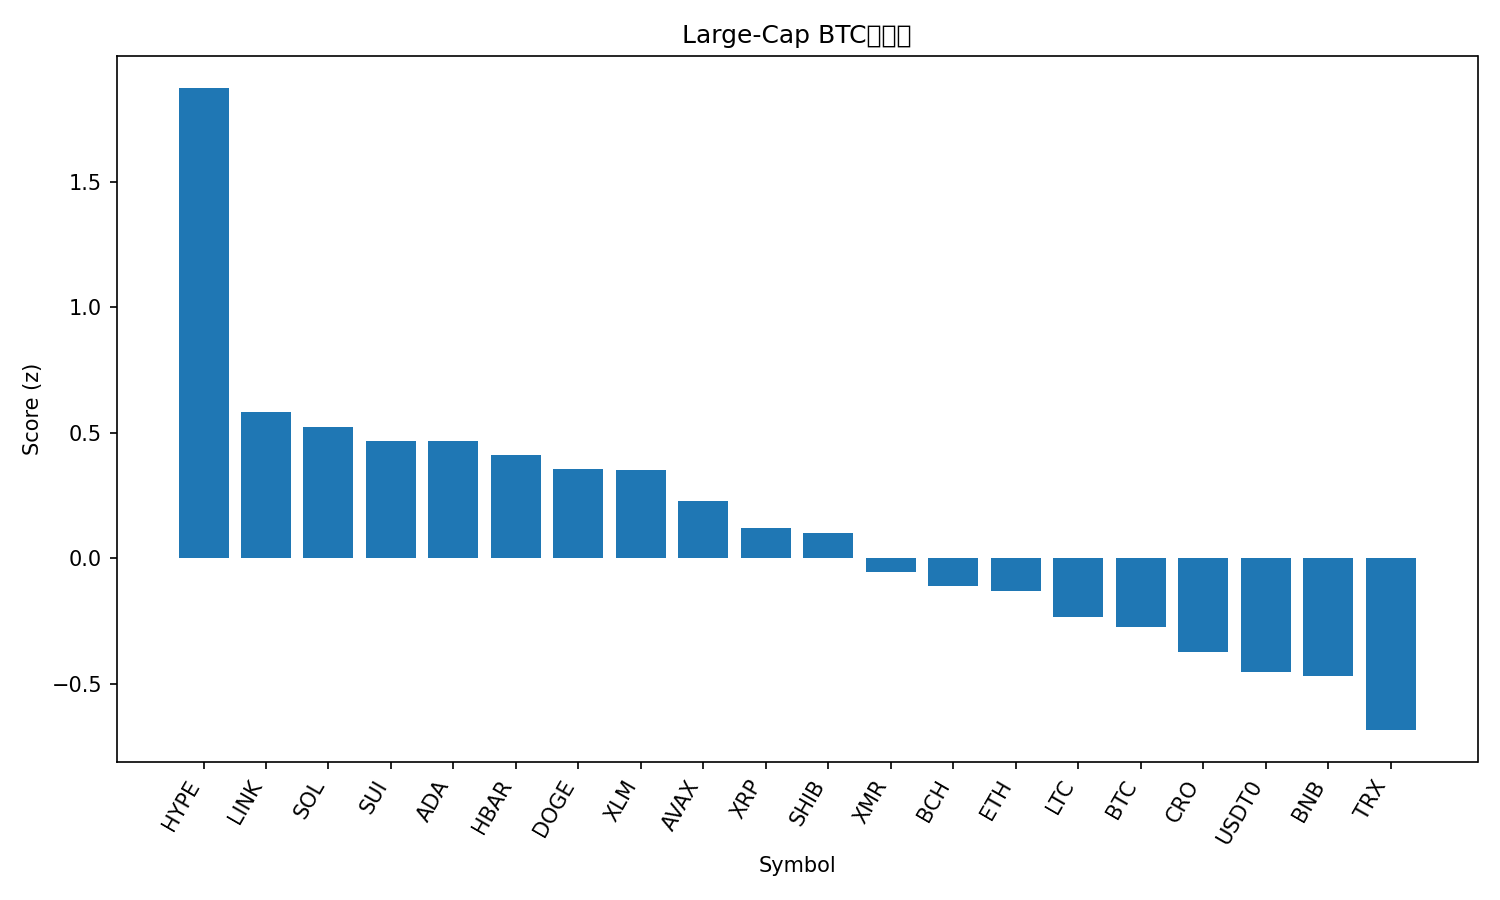 Large-Cap BTC
Score (z)
1.5
1.0
0.5
0.0
−0.5
HYPE
LINK
SOL
SUI
ADA
HBAR
DOGE
XLM
AVAX
XRP
SHIB
XMR
BCH
ETH
LTC
BTC
CRO
USDT0
BNB
TRX
Symbol